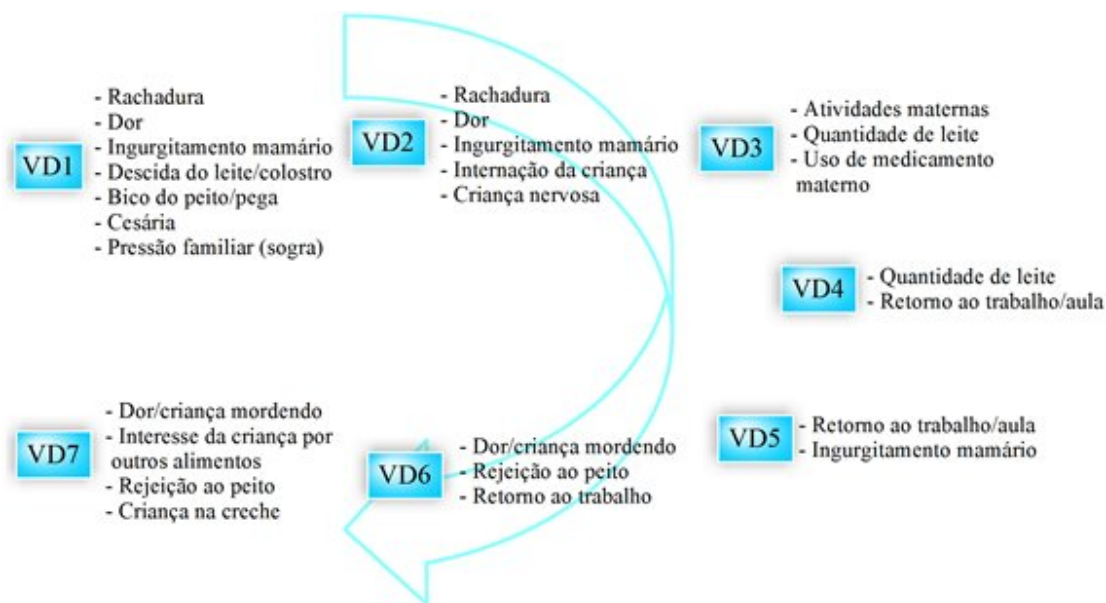 VD1
- Rachadura
- Dor
- Ingurgitamento mamário
- Descida do leite/colostro
- Bico do peito/pega
- Cesária
- Pressão familiar (sogra)
VD2
- Rachadura
- Dor
- Ingurgitamento mamário
- Internação da criança
- Criança nervosa
VD3
- Atividades maternas
- Quantidade de leite
- Uso de medicamento
materno
VD4
- Quantidade de leite
- Retorno ao trabalho/aula
VD5
- Retorno ao trabalho/aula
- Ingurgitamento mamário
VD6
- Dor/criança mordendo
- Rejeição ao peito
- Retorno ao trabalho
VD7
- Dor/criança mordendo
- Interesse da criança por
outros alimentos
- Rejeição ao peito
- Criança na creche